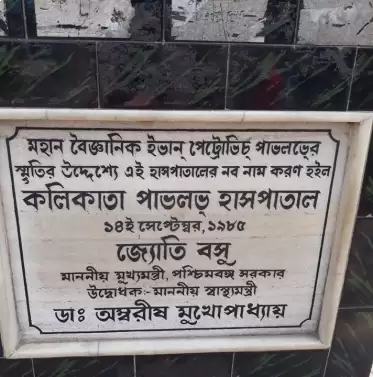 মহান বৈজ্ঞানিক ইভান্ পেট্রোভিচ্ পাভলভের
স্মৃতির উদ্দেশ্যে এই হাসপাতালের নব নাম করণ হইল
কলিকাতা পাভলভ্ হাসপাতাল
১৪ই সেপ্টেম্বর, ১৯৮৫
জ্যোতি বসু
মাননীয় মুখ্যমন্ত্রী, পশ্চিমবঙ্গ সরকার
উদ্বোধক:- মাননীয় স্বাস্থ্যমন্ত্রী
ডাঃ অম্বরীষ মুখোপাধ্যায়